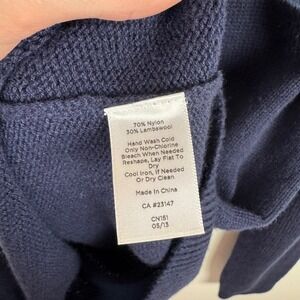 70% Nylon
30% Lambswool
Hand Wash Cold
Only Non-Chlorine
Bleach When Needed
Reshape, Lay Flat To
Dry
Cool Iron, if Needed
Or Dry Clean
Made In China
CA #23147
CN151
05/13